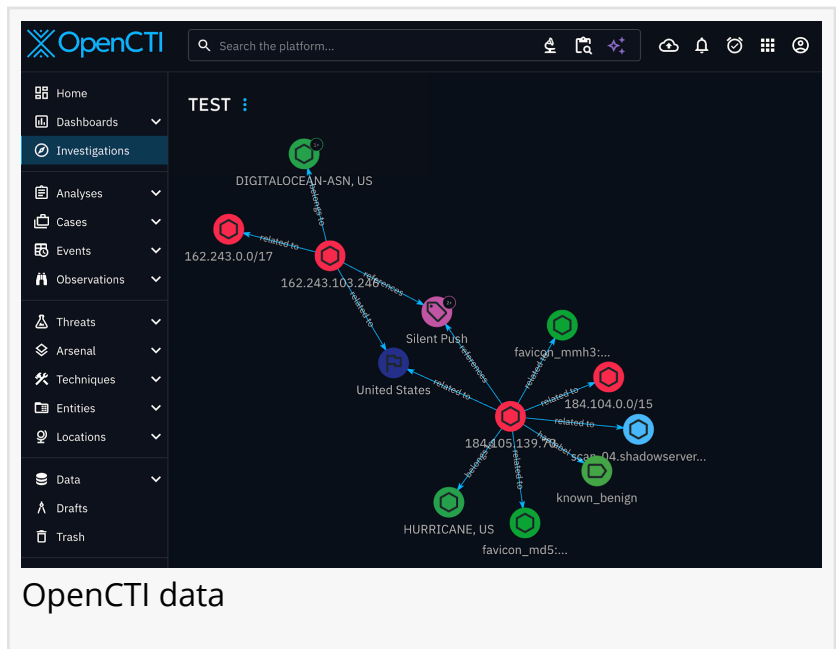 OpenCTI
Search the platform...
Home
Dashboards
Investigations
Analyses
Cases
Events
Observations
Threats
Arsenal
Techniques
Entities
Locations
Data
Drafts
Trash
TEST
DIGITALOCEAN-ASN, US
belongs to
162.243.0.0/17
related to
162.243.103.246
references
related to
Silent Push
favicon_mmh3:...
United States
related to
references
related to
related to
184.104.0.0/15
184.105.139.70
related to
has label
scan-04.shadowserver...
belongs to
related to
known_benign
HURRICANE, US
favicon_md5:...
OpenCTI data